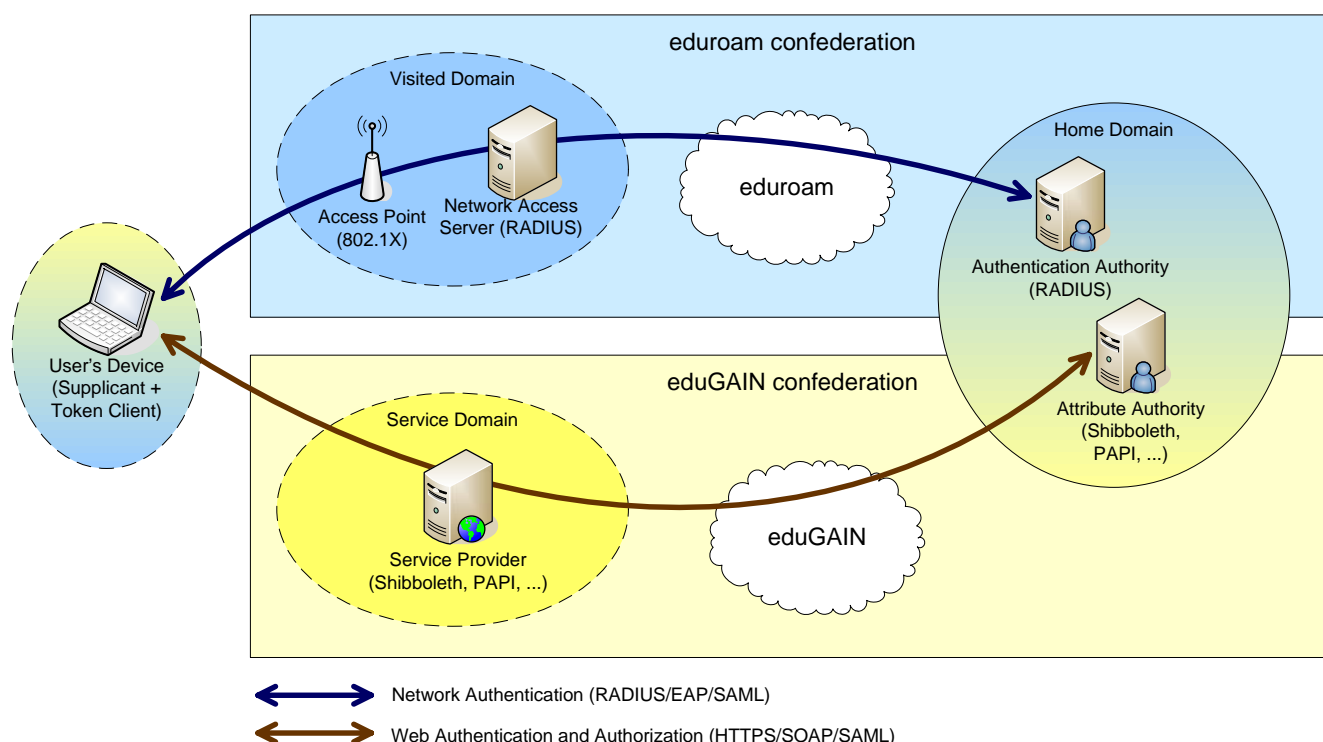 eduroam confederation
Visited Domain
Access Point
(802.1X)
Network Access
Server (RADIUS)
eduroam
Home Domain
Authentication Authority
(RADIUS)
Attribute Authority
(Shibboleth,
PAPI, ...)
User's Device
(Supplicant +
Token Client)
eduGAIN confederation
Service Domain
Service Provider
(Shibboleth, PAPI, ...)
eduGAIN
Network Authentication (RADIUS/EAP/SAML)
Web Authentication and Authorization (HTTPS/SOAP/SAML)